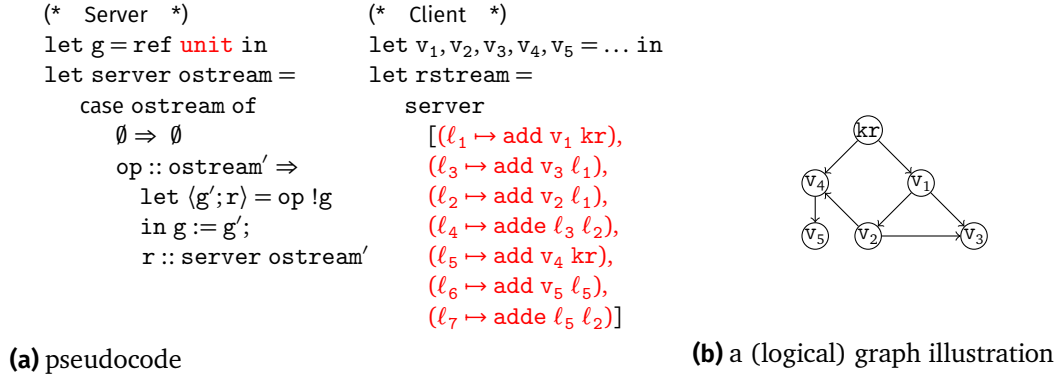 (* Server *)
let g = ref unit in
let server ostream =
case ostream of
∅ ⇒ ∅
op :: ostream′ ⇒
let ⟨g′; r⟩ = op !g
in g := g′;
r :: server ostream′
(* Client *)
let v₁, v₂, v₃, v₄, v₅ = … in
let rstream =
server
[(ℓ₁ ↦ add v₁ kr),
(ℓ₃ ↦ add v₃ ℓ₁),
(ℓ₂ ↦ add v₂ ℓ₁),
(ℓ₄ ↦ adde ℓ₃ ℓ₂),
(ℓ₅ ↦ add v₄ kr),
(ℓ₆ ↦ add v₅ ℓ₅),
(ℓ₇ ↦ adde ℓ₅ ℓ₂)]
(a) pseudocode
kr
v₄ v₁
v₅ v₂ v₃
(b) a (logical) graph illustration